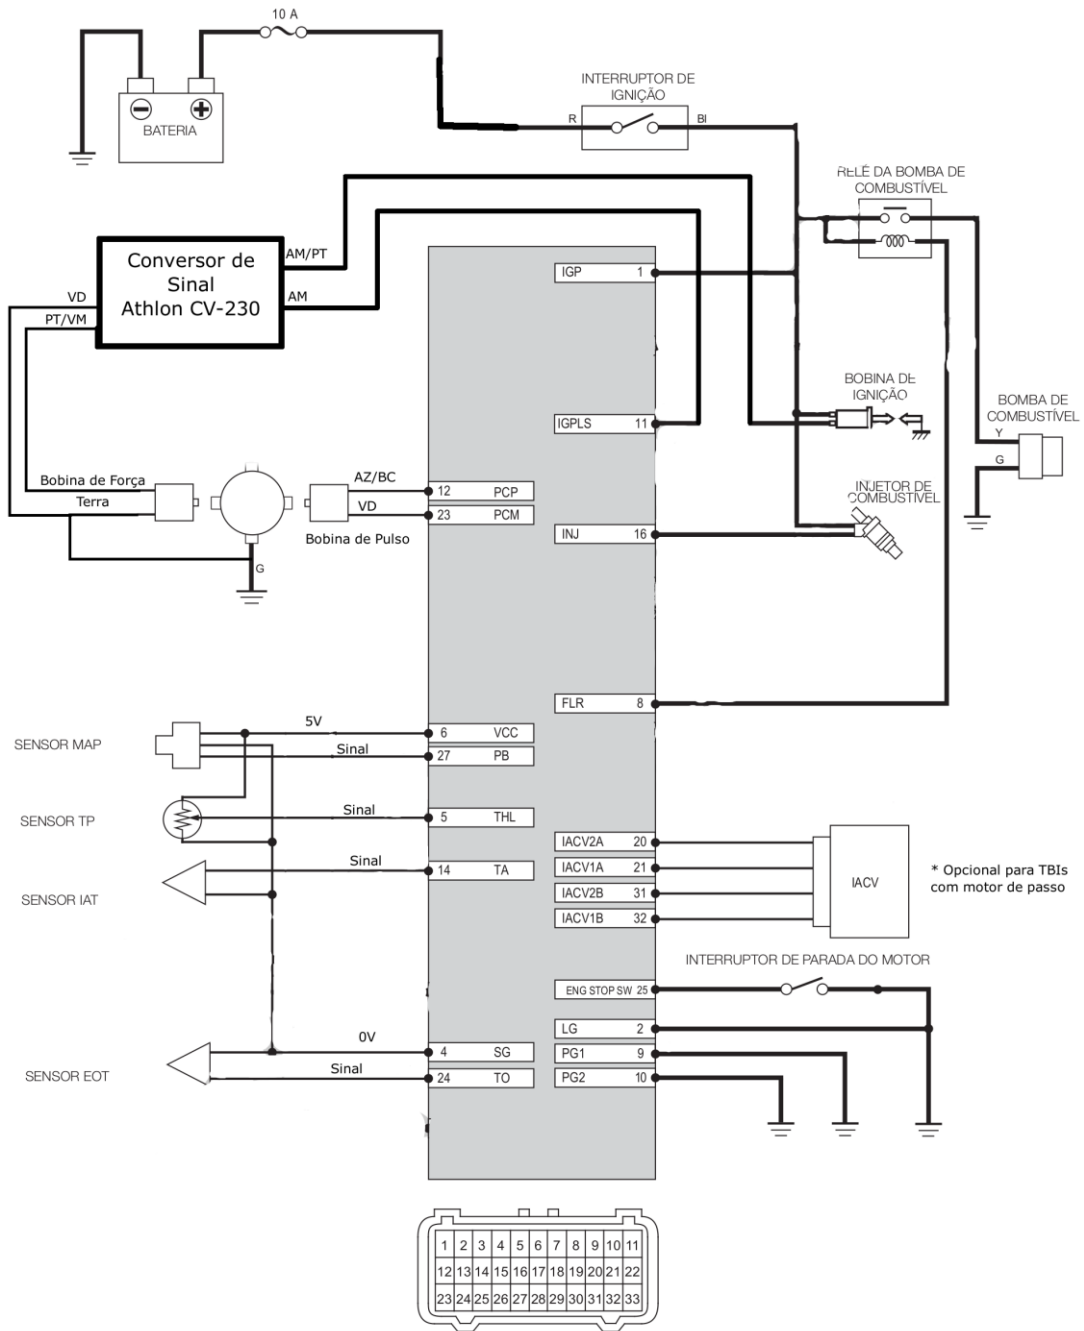 10 A
INTERRUPTOR DE
IGNIÇÃO
R
BI
BATERIA
RELÉ DA BOMBA DE
COMBUSTÍVEL
Conversor de
Sinal
Athlon CV-230
AM/PT
AM
VD
PT/VM
IGP 1
BOBINA DE
IGNIÇÃO
BOMBA DE
COMBUSTÍVEL
Y
G
IGPLS 11
Bobina de Força
Terra
AZ/BC
VD
Bobina de Pulso
12 PCP
23 PCM
G
INJETOR DE
COMBUSTÍVEL
INJ 16
FLR 8
SENSOR MAP
5V
Sinal
6 VCC
27 PB
SENSOR TP
Sinal
5 THL
SENSOR IAT
Sinal
14 TA
IACV2A 20
IACV1A 21
IACV2B 31
IACV1B 32
IACV
* Opcional para TBIs
com motor de passo
INTERRUPTOR DE PARADA DO MOTOR
ENG STOP SW 25
LG 2
PG1 9
PG2 10
SENSOR EOT
0V
Sinal
4 SG
24 TO
1 2 3 4 5 6 7 8 9 10 11
12 13 14 15 16 17 18 19 20 21 22
23 24 25 26 27 28 29 30 31 32 33